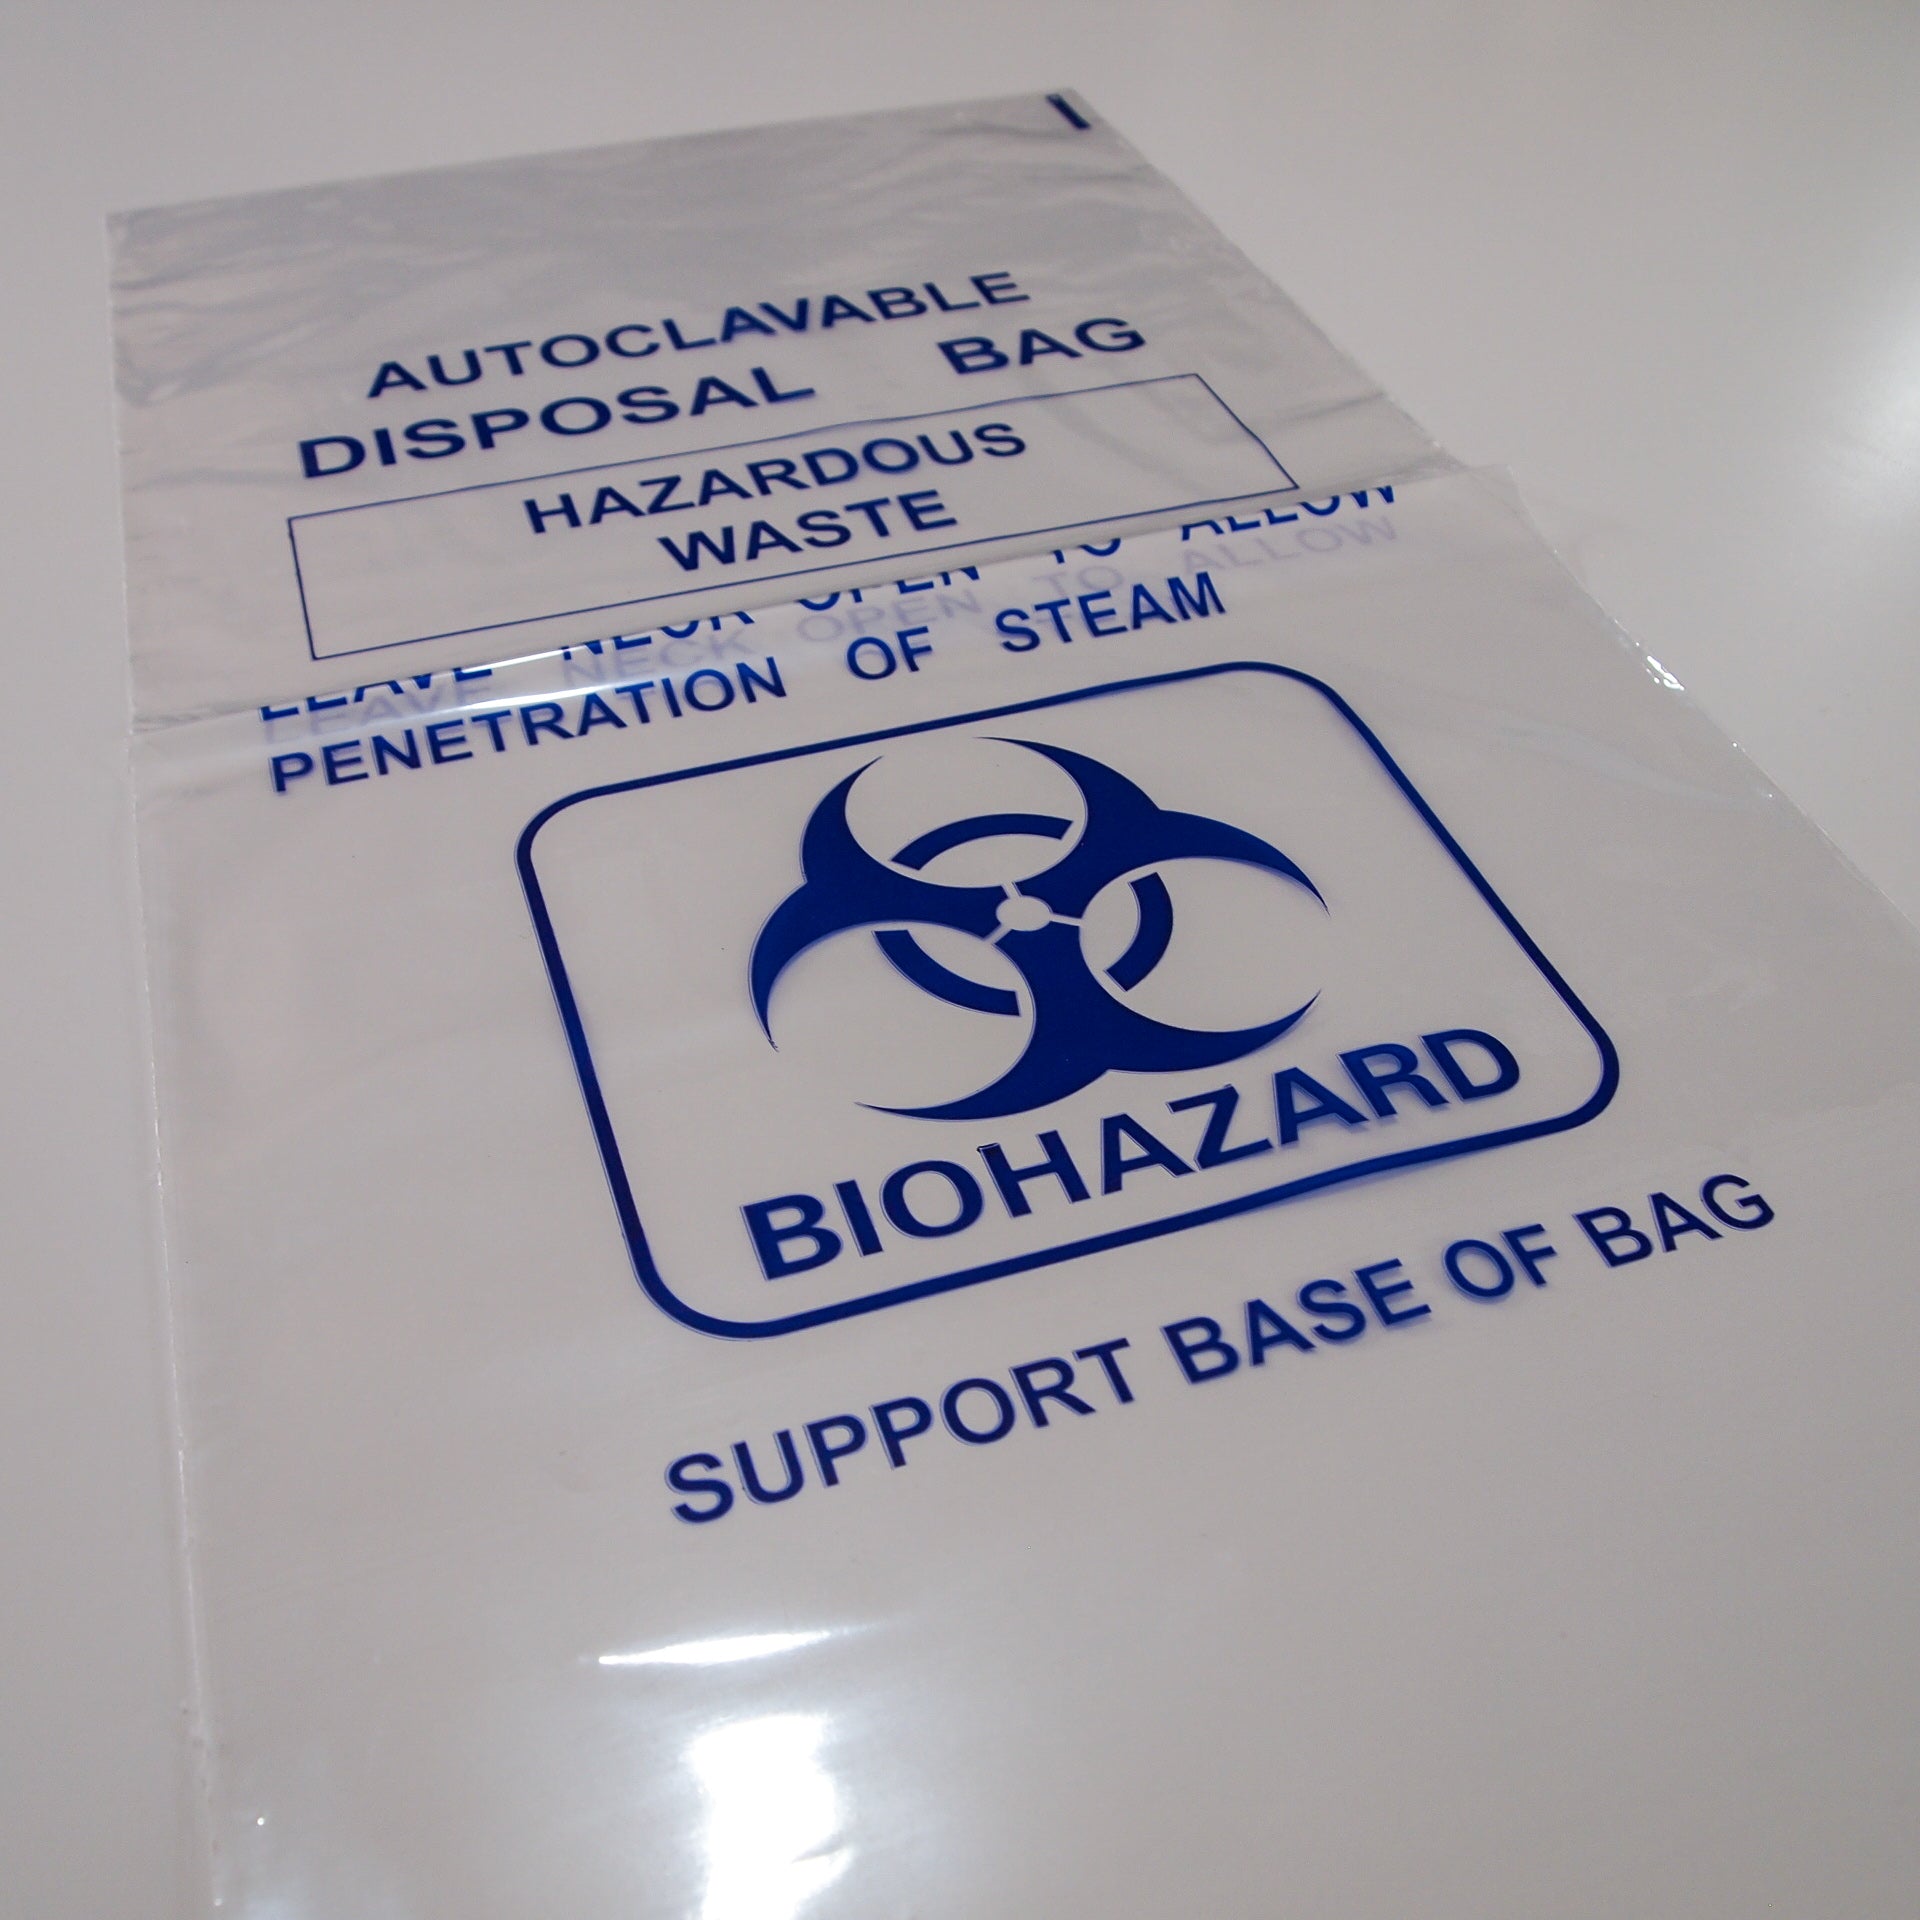 AUTOCLAVABLE
DISPOSAL BAG
HAZARDOUS
WASTE
LEAVE NECK OPEN TO ALLOW
PENETRATION OF STEAM
BIOHAZARD
SUPPORT BASE OF BAG